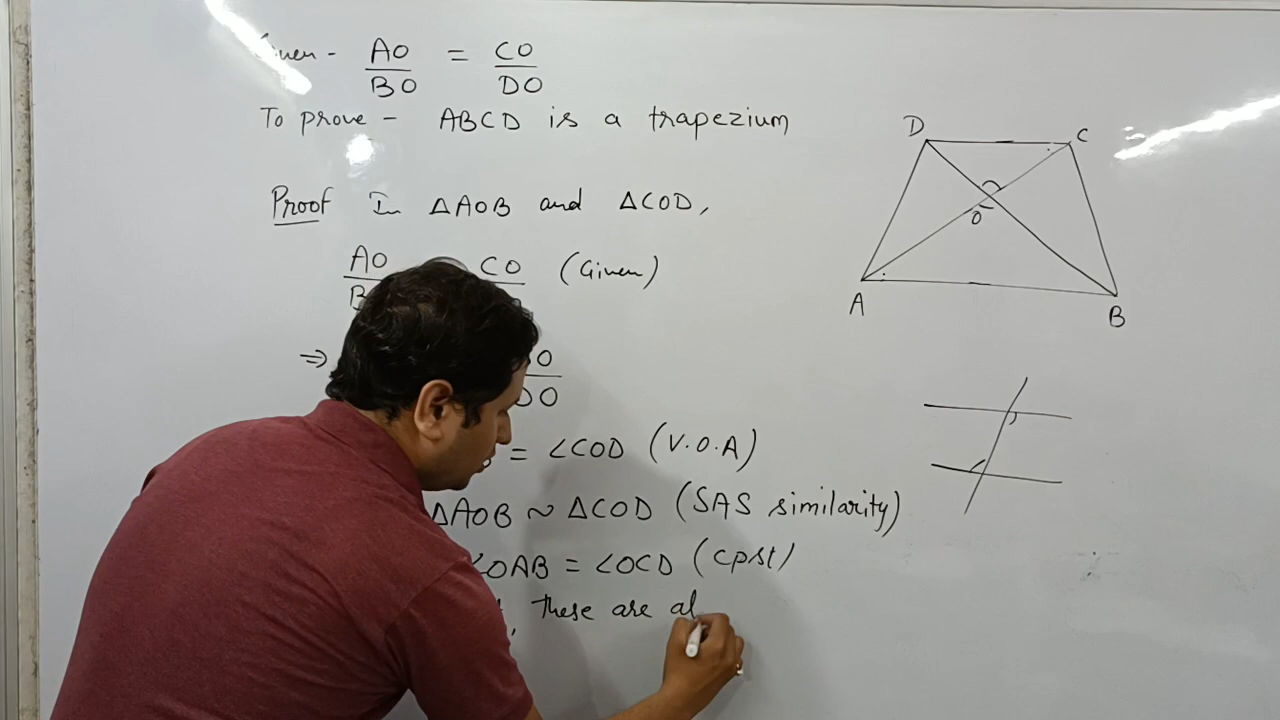 Given - AO/BO = CO/DO
To prove - ABCD is a trapezium
Proof In ΔAOB and ΔCOD,
AO CO (Given)
⇒ O/DO
= ∠COD (V.O.A)
ΔAOB ~ ΔCOD (SAS similarity)
∠OAB = ∠OCD (cpst)
, these are al
D C
O
A B